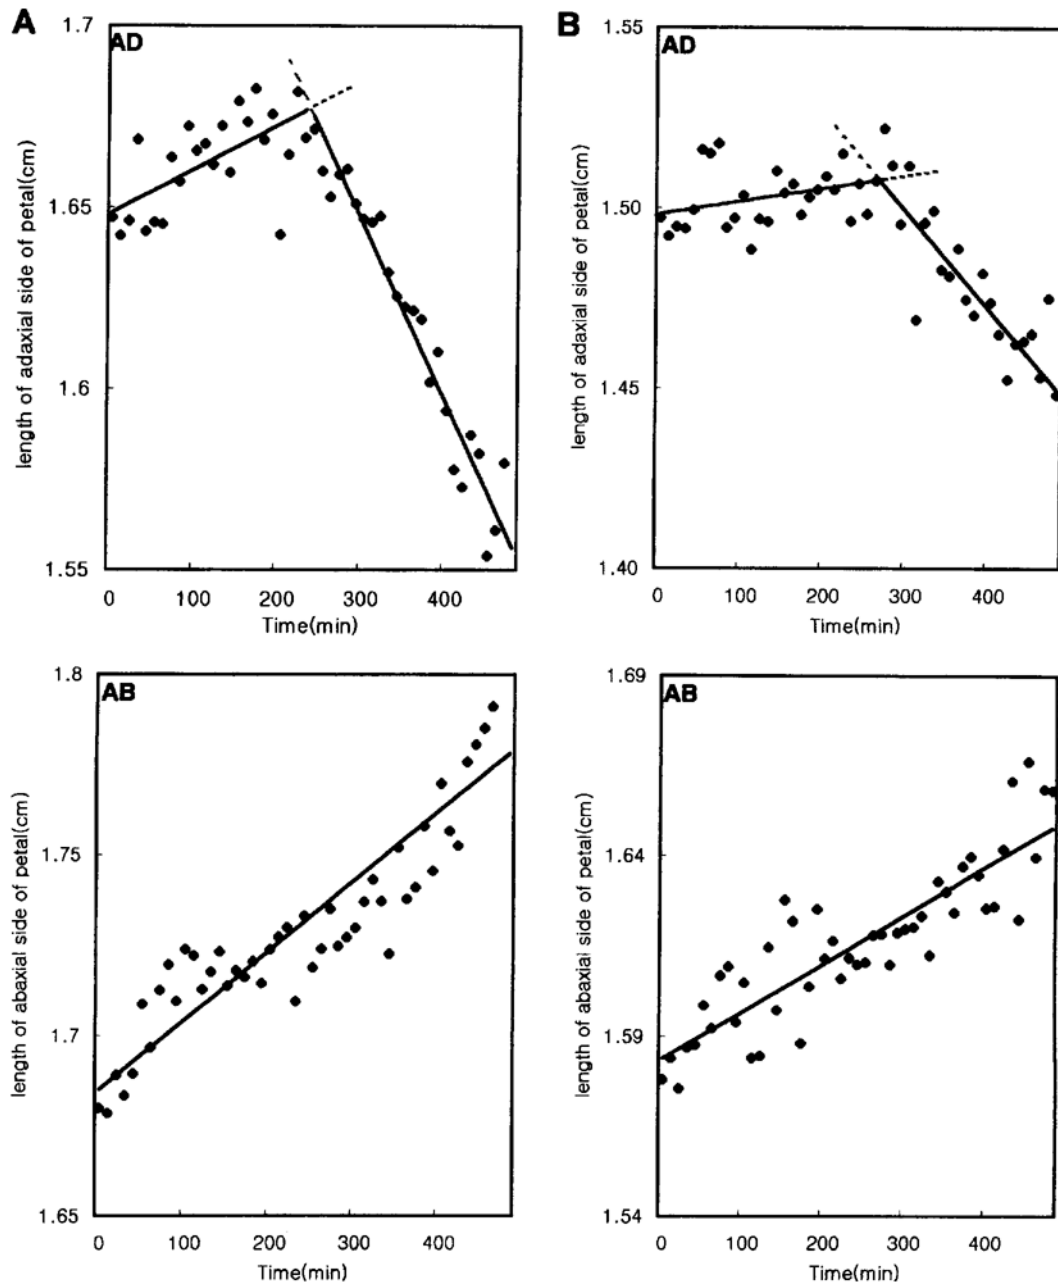 A
AD
1.7
1.65
1.6
1.55
length of adaxial side of petal(cm)
0 100 200 300 400
Time(min)
B
AD
1.55
1.50
1.45
1.40
length of adaxial side of petal(cm)
0 100 200 300 400
Time(min)
AB
1.8
1.75
1.7
1.65
length of abaxial side of petal(cm)
0 100 200 300 400
Time(min)
AB
1.69
1.64
1.59
1.54
length of abaxial side of petal(cm)
0 100 200 300 400
Time(min)